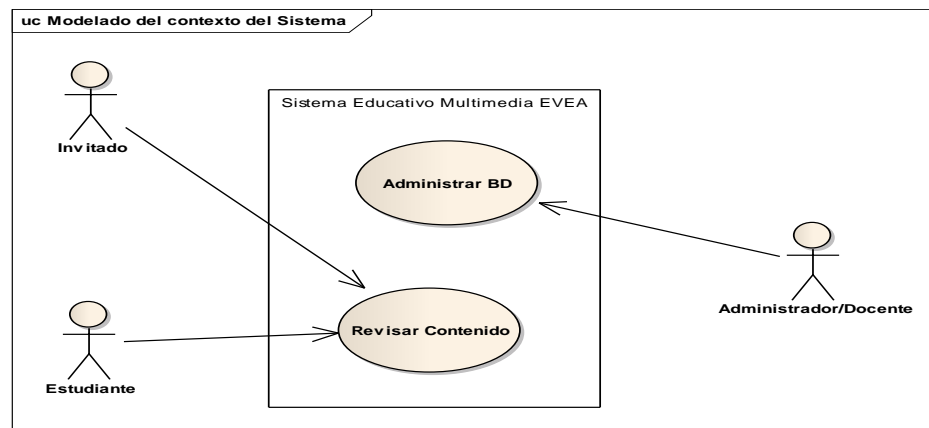 uc Modelado del contexto del Sistema
Invitado
Sistema Educativo Multimedia EVEA
Administrar BD
Administrador/Docente
Revisar Contenido
Estudiante